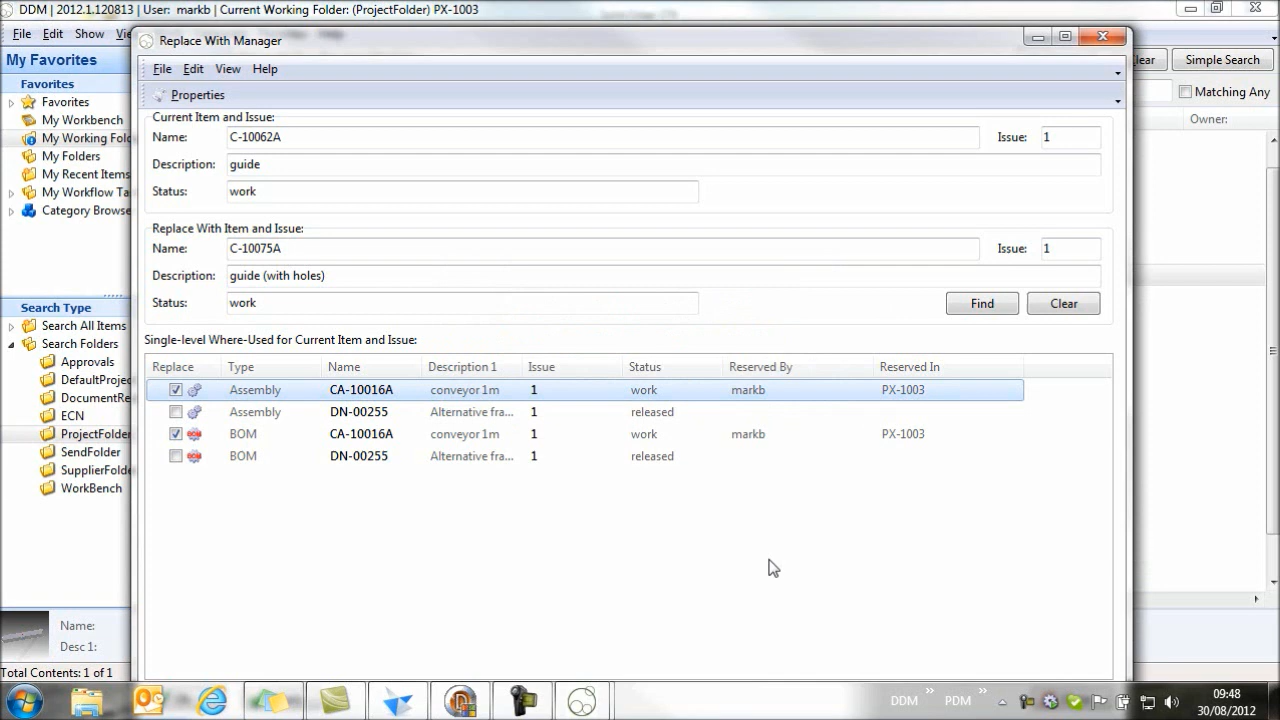 DDM | 2012.1.120813 | User: markb | Current Working Folder: (ProjectFolder) PX-1003
File Edit Show
My Favorites
Favorites
Favorites
My Workbench
My Working
My Folders
My Recent Items
My Workflow
Category
Search Type
Search All Items
Search Folders
Approvals
ECN
SendFolder
WorkBench
Name:
Desc 1:
Total Contents: 1 of 1
Replace With Manager
File Edit View Help
Properties
Current Item and Issue:
Name: C-10062A Issue: 1
Description: guide
Status: work
Replace With Item and Issue:
Name: C-10075A Issue: 1
Description: guide (with holes)
Status: work Find Clear
Single-level Where-Used for Current Item and Issue:
Replace Type Name Description 1 Issue Status Reserved By Reserved In
Assembly CA-10016A conveyor 1m 1 work markb PX-1003
Assembly DN-00255 Alternative fra... 1 released
BOM CA-10016A conveyor 1m 1 work markb PX-1003
BOM DN-00255 Alternative fra... 1 released
Simple Search
Matching Any
Owner:
DDM » PDM »
09:48
30/08/2012